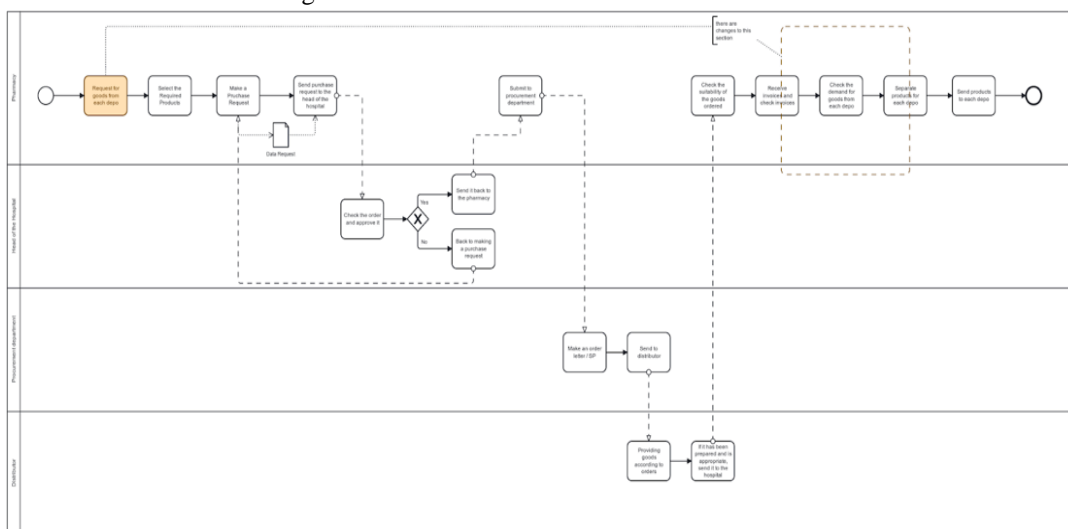 there are
changes to this
section
Pharmacy
Request for
goods from
each depo
Select the
Required
Products
Make a
Pruchase
Request
Send purchase
request to the
head of the
hospital
Data Request
Submit to
procurement
department
Check the
suitability of
the goods
ordered
Receive
invoices and
check invoices
Check the
demand for
goods from
each depo
Separate
products for
each depo
Send products
to each depo
Head of the Hospital
Check the order
and approve it
X
Yes
No
Send it back to
the pharmacy
Back to making
a purchase
request
Procurement department
Make an order
letter / SP
Send to
distributor
Distributor
Providing
goods
according to
orders
If it has been
prepared and is
appropriate,
send it to the
hospital